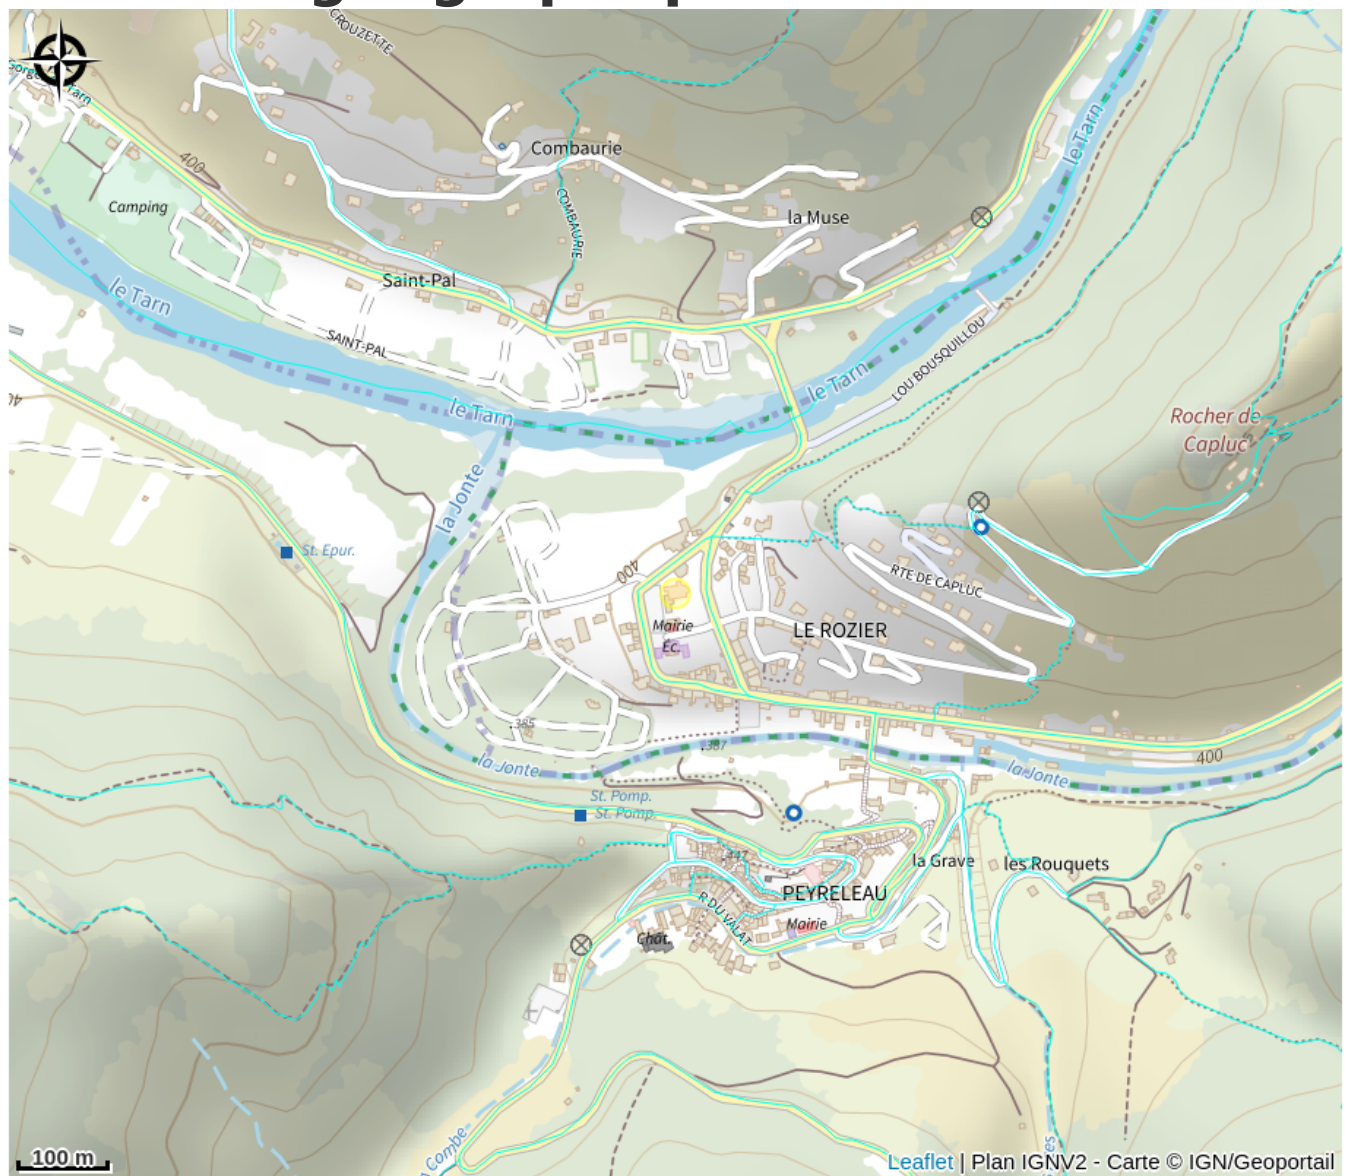 CROUZETTE
Gorges
Tarn
400
Combaurie
le Tarn
Camping
COMBAURIE
la Muse
Saint-Pal
le Tarn
SAINT-PAL
LOU BOUSQUILLOU
le Tarn
le Tarn
Rocher de
Capluc
la Jonte
St. Epur.
400
RTE DE CAPLUC
Mairie
Éc.
LE ROZIER
385
387
400
la Jonte
la Jonte
St. Pomp.
St. Pomp.
447
la Grave
les Rouquets
PEYRELEAU
R DU VALAT
Mairie
Chât.
Combe
100 m
Leaflet | Plan IGNV2 - Carte © IGN/Geoportail